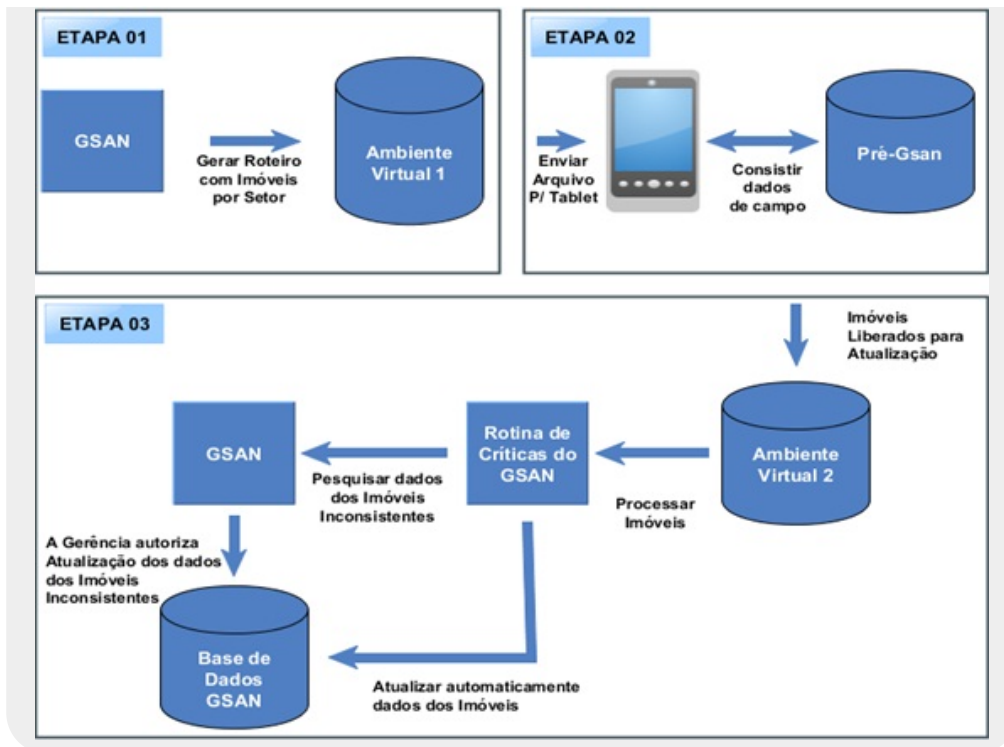 ETAPA 01
GSAN
Gerar Roteiro
com Imóveis
por Setor
Ambiente
Virtual 1
ETAPA 02
Enviar
Arquivo
P/ Tablet
Consistir
dados
de campo
Pré-Gsan
ETAPA 03
Imóveis
Liberados para
Atualização
Ambiente
Virtual 2
Processar
Imóveis
Rotina de
Críticas do
GSAN
Pesquisar dados
dos Imóveis
Inconsistentes
GSAN
A Gerência autoriza
Atualização dos dados
dos Imóveis
Inconsistentes
Base de
Dados
GSAN
Atualizar automaticamente
dados dos Imóveis